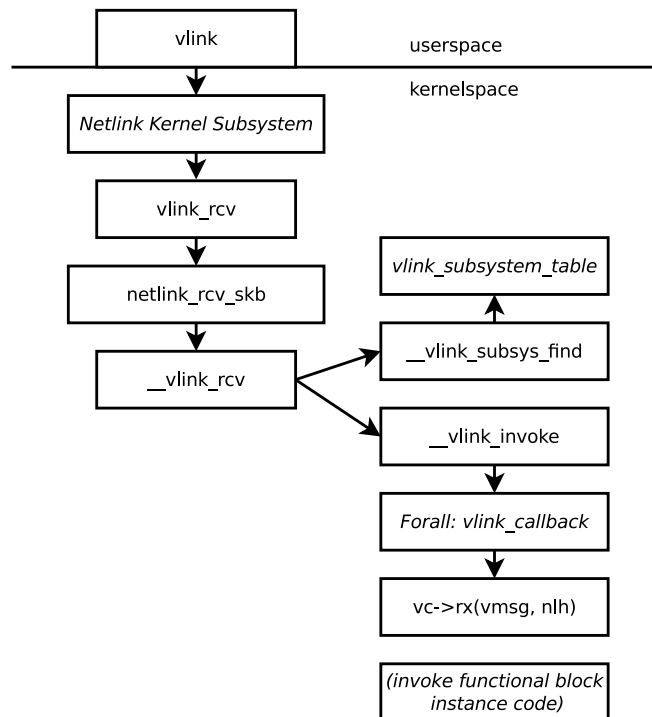 vlink
userspace
kernelspace
Netlink Kernel Subsystem
vlink_rcv
netlink_rcv_skb
__vlink_rcv
vlink_subsystem_table
__vlink_subsys_find
__vlink_invoke
Forall: vlink_callback
vc->rx(vmsg, nlh)
(invoke functional block
instance code)